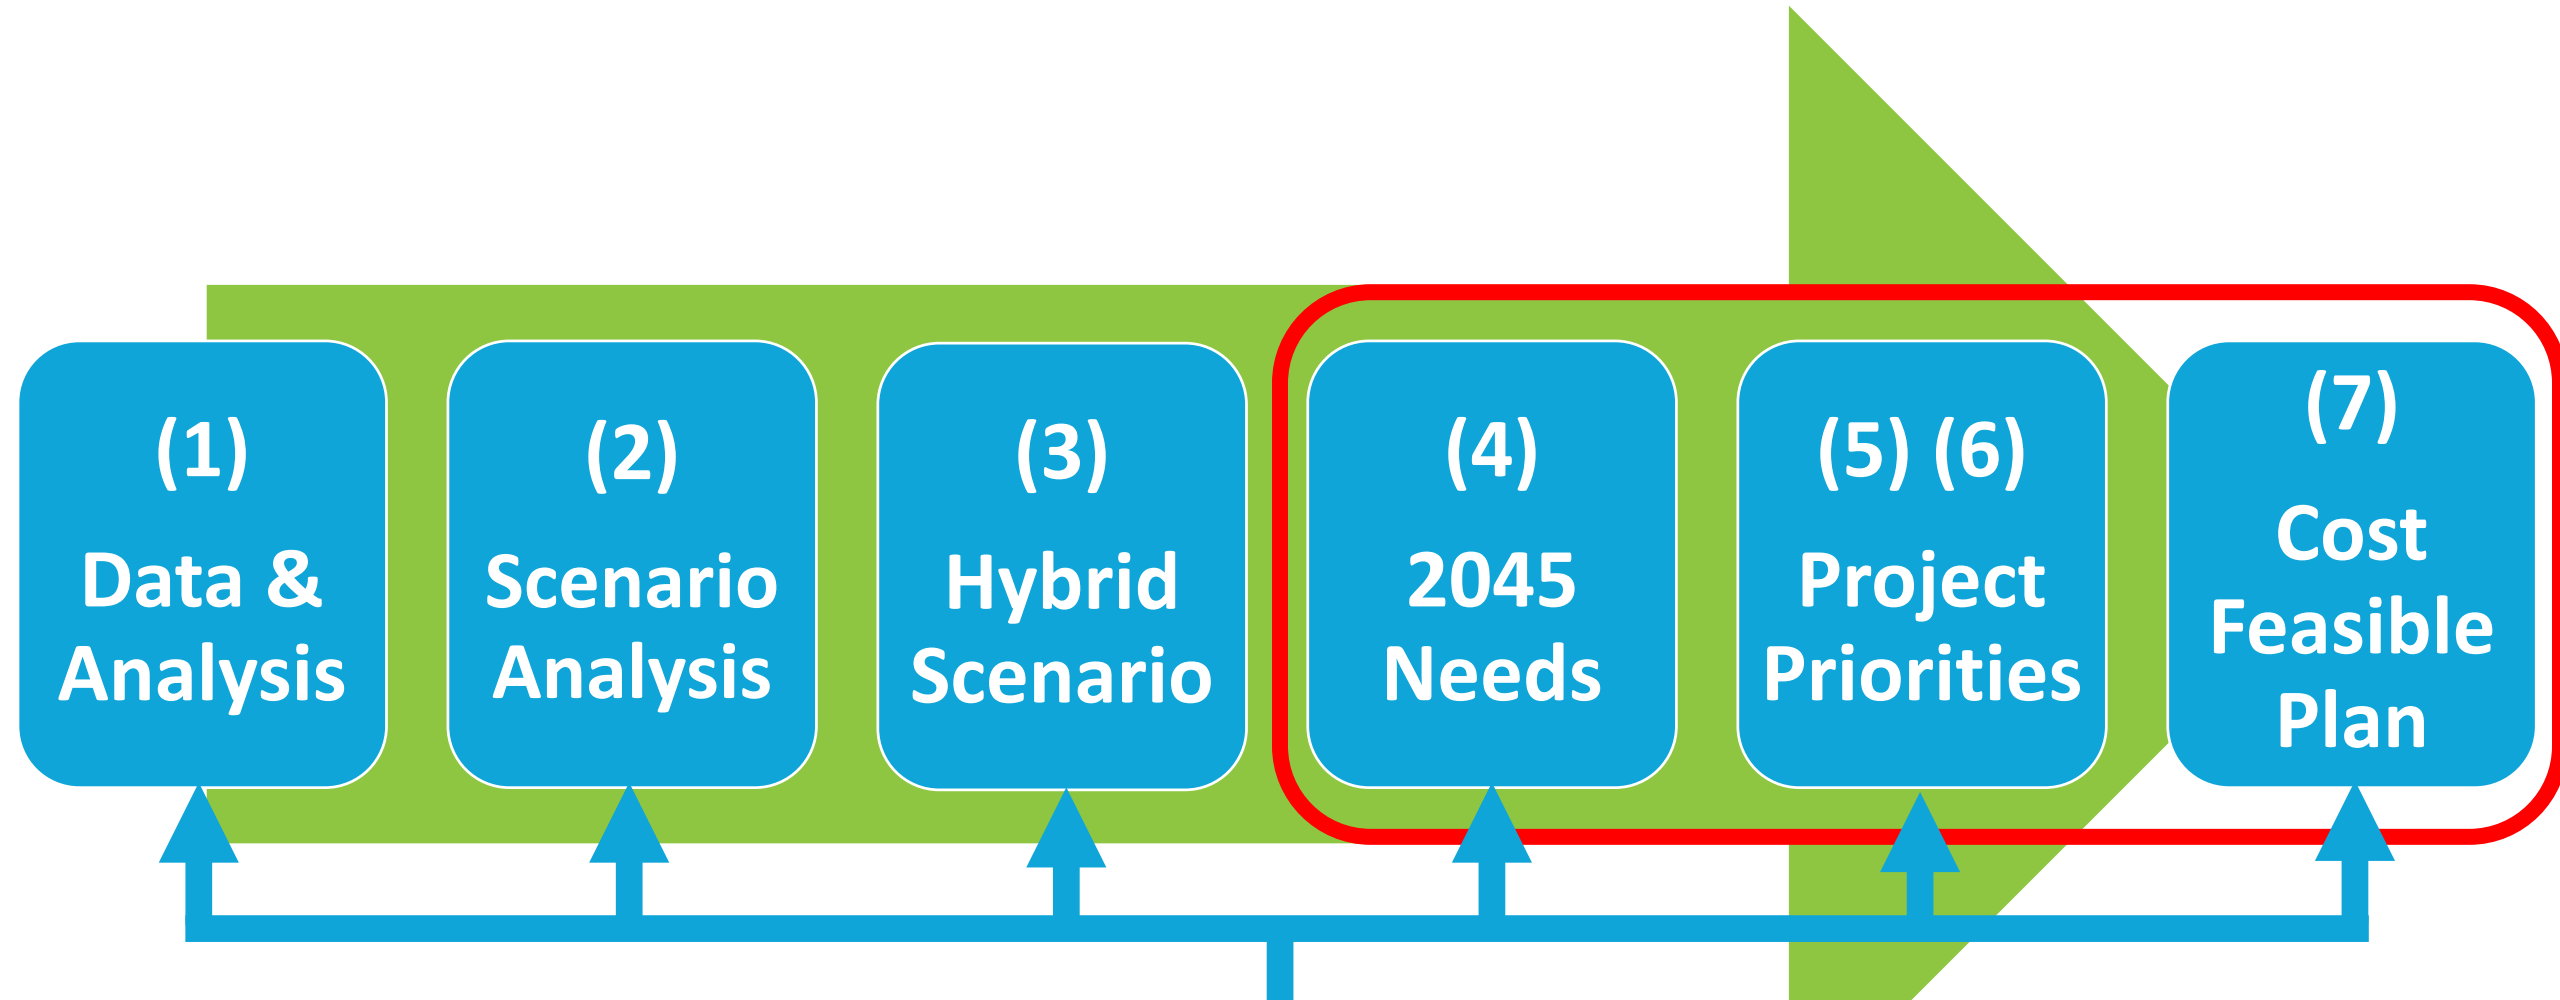 (1)
Data &
Analysis
(2)
Scenario
Analysis
(3)
Hybrid
Scenario
(4)
2045
Needs
(5) (6)
Project
Priorities
(7)
Cost
Feasible
Plan